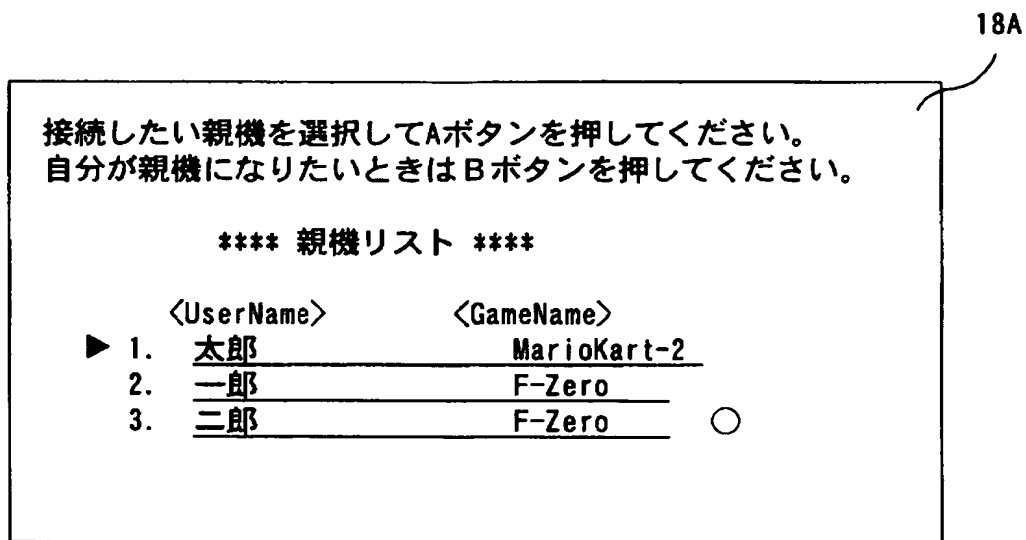 18A
接続したい親機を選択してAボタンを押してください。
自分が親機になりたいときはBボタンを押してください。
**** 親機リスト ****
<UserName> <GameName>
▶ 1. 太郎 MarioKart-2
2. 一郎 F-Zero
3. 二郎 F-Zero ○